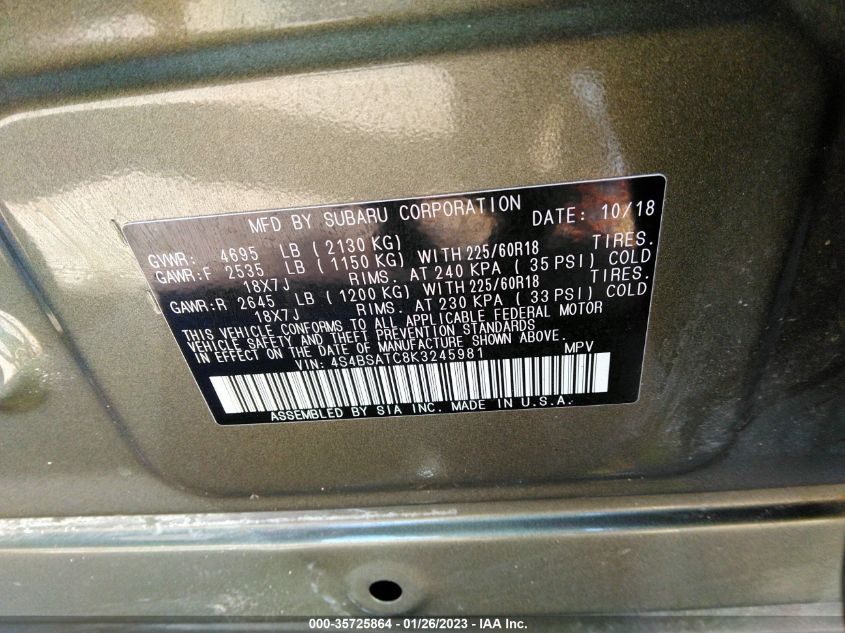 MFD BY SUBARU CORPORATION DATE: 10/18
GVWR: 4695 LB ( 2130 KG)
GAWR:F 2535 LB ( 1150 KG) WITH 225/60R18 TIRES.
18X7J RIMS. AT 240 KPA ( 35 PSI) COLD
GAWR:R 2645 LB ( 1200 KG) WITH 225/60R18 TIRES.
18X7J RIMS. AT 230 KPA ( 33 PSI) COLD
THIS VEHICLE CONFORMS TO ALL APPLICABLE FEDERAL MOTOR
VEHICLE SAFETY AND THEFT PREVENTION STANDARDS
IN EFFECT ON THE DATE OF MANUFACTURE SHOWN ABOVE.
VIN: 4S4BSATC8K3245981 MPV
ASSEMBLED BY SIA INC. MADE IN U.S.A.
000-35725864 - 01/26/2023 - IAA Inc.